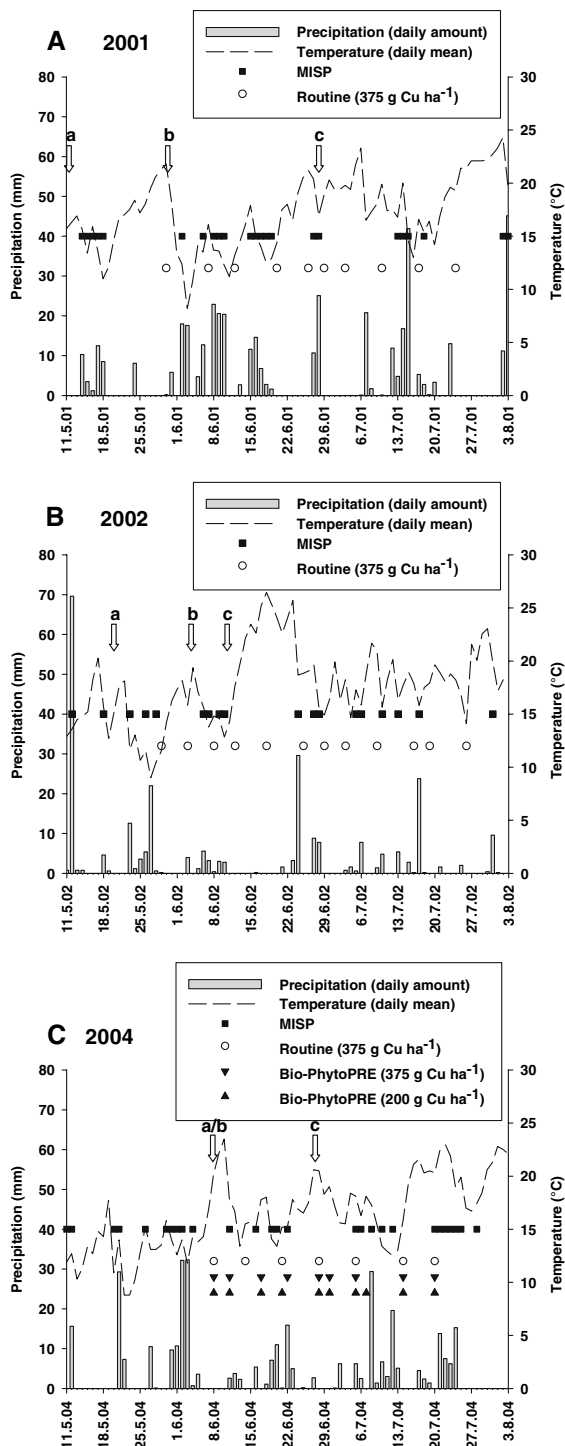 A 2001
Precipitation (daily amount)
Temperature (daily mean)
MISP
Routine (375 g Cu ha⁻¹)
a
b
c
Precipitation (mm)
80
70
60
50
40
30
20
10
0
Temperature (°C)
30
25
20
15
10
5
0
11.5.01
18.5.01
25.5.01
1.6.01
8.6.01
15.6.01
22.6.01
29.6.01
6.7.01
13.7.01
20.7.01
27.7.01
3.8.01
B 2002
Precipitation (daily amount)
Temperature (daily mean)
MISP
Routine (375 g Cu ha⁻¹)
a
b
c
Precipitation (mm)
80
70
60
50
40
30
20
10
0
Temperature (°C)
30
25
20
15
10
5
0
11.5.02
18.5.02
25.5.02
1.6.02
8.6.02
15.6.02
22.6.02
29.6.02
6.7.02
13.7.02
20.7.02
27.7.02
3.8.02
C 2004
Precipitation (daily amount)
Temperature (daily mean)
MISP
Routine (375 g Cu ha⁻¹)
Bio-PhytoPRE (375 g Cu ha⁻¹)
Bio-PhytoPRE (200 g Cu ha⁻¹)
a/b
c
Precipitation (mm)
80
70
60
50
40
30
20
10
0
Temperature (°C)
30
25
20
15
10
5
0
11.5.04
18.5.04
25.5.04
1.6.04
8.6.04
15.6.04
22.6.04
29.6.04
6.7.04
13.7.04
20.7.04
27.7.04
3.8.04